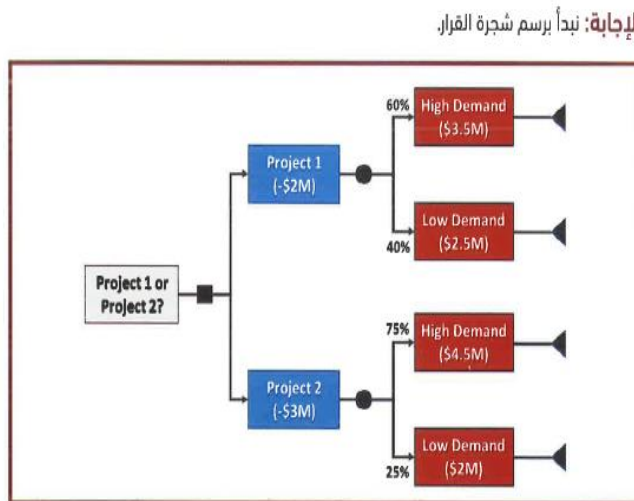 لإجابة: نبدأ برسم شجرة القرار.
60%
High Demand
($3.5M)
Project 1
(-$2M)
Low Demand
($2.5M)
40%
Project 1 or
Project 2?
75%
High Demand
($4.5M)
Project 2
(-$3M)
Low Demand
($2M)
25%